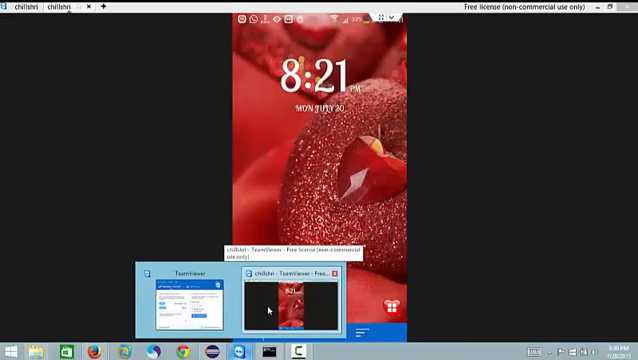 chillshri chillshri
Free license (non-commercial use only)
8:21 PM
MON JULY 20
chillshri - TeamViewer - Free license (non-commercial
use only)
TeamViewer
chillshri - TeamViewer - Free...
8:21
8:30 PM
7/20/2015